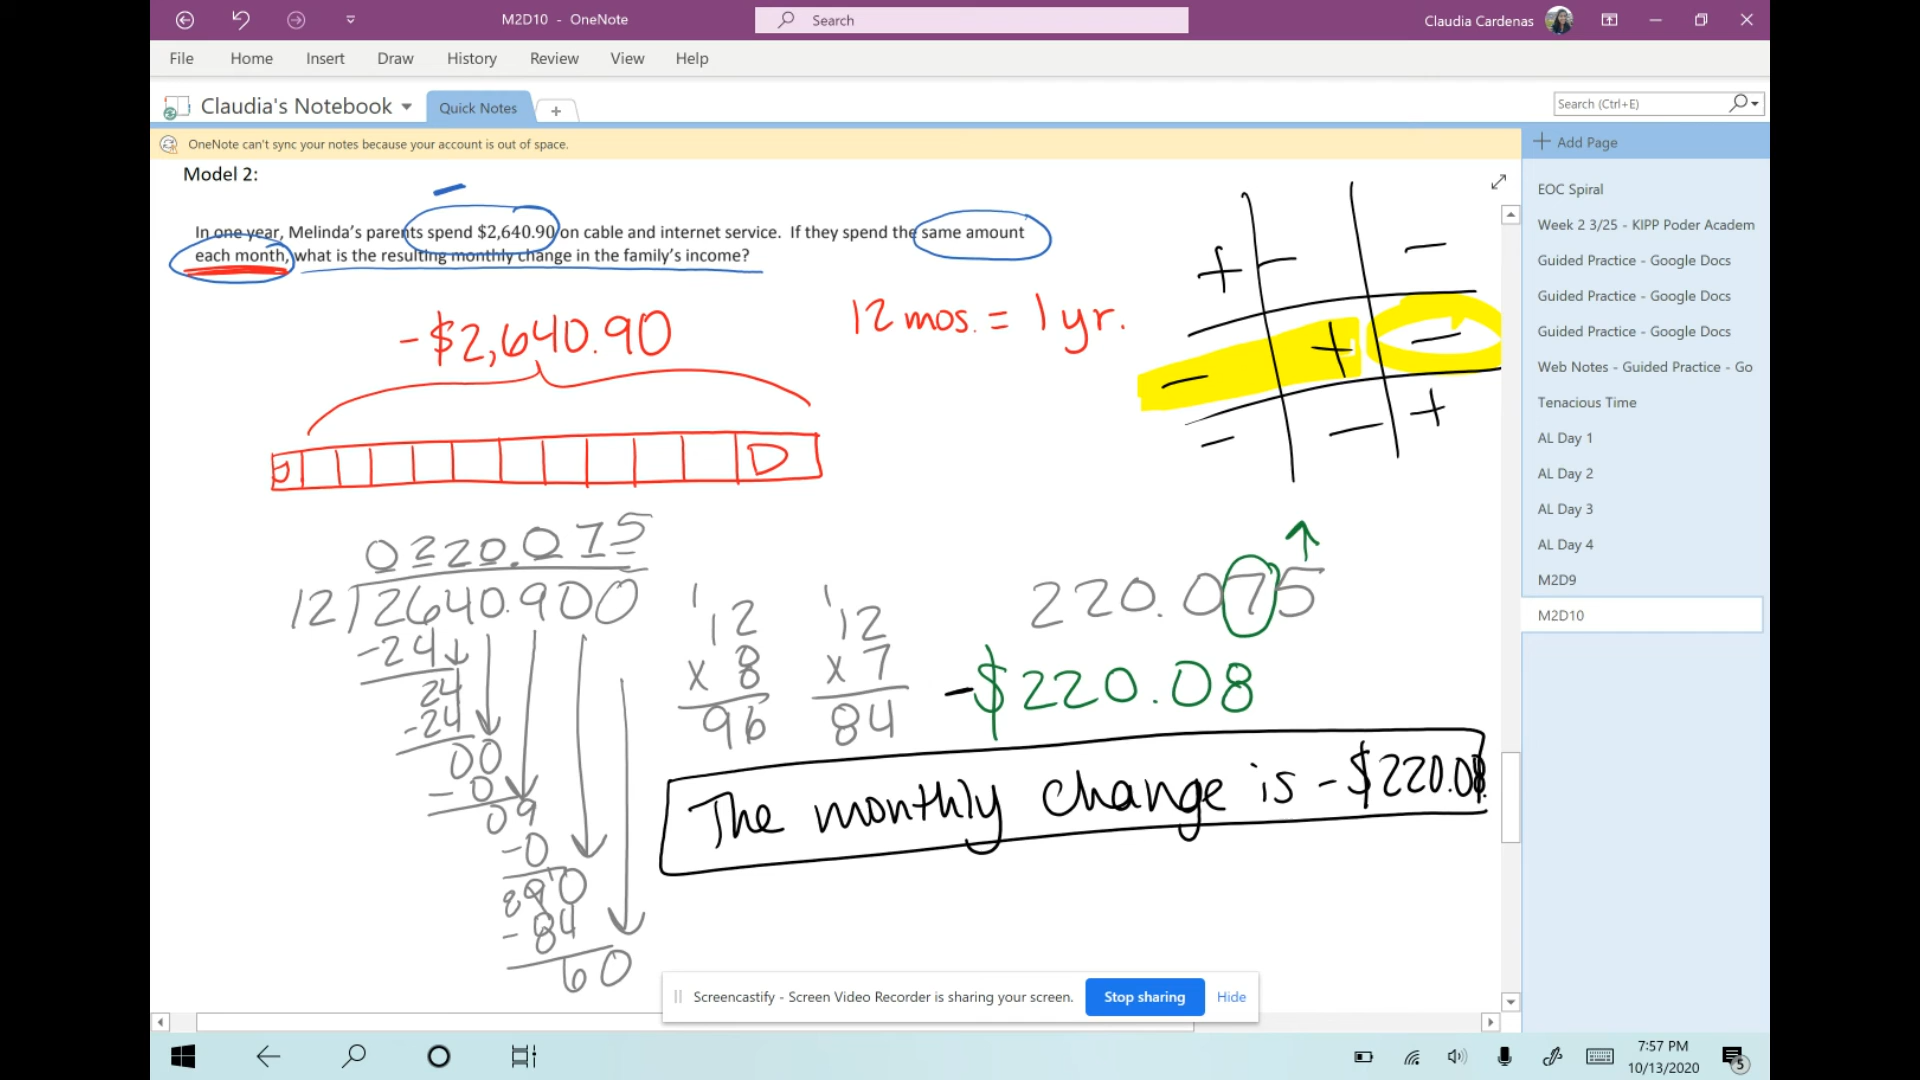 M2D10 - OneNote
Search
Claudia Cardenas
File Home Insert Draw History Review View Help
Claudia's Notebook
Quick Notes
+
Search (Ctrl+E)
OneNote can't sync your notes because your account is out of space.
Add Page
Model 2:
In one year, Melinda's parents spend $2,640.90 on cable and internet service. If they spend the same amount
each month, what is the resulting monthly change in the family's income?
-$2,640.90
12 mos. = 1 yr.
+ - -
- + -
- - +
0220.075
12 2640.900
-24
24
-24
00
-0
09
-0
890
-84
60
1
12
x 8
96
1
12
x 7
84
220.075
-$220.08
The monthly change is -$220.08.
EOC Spiral
Week 2 3/25 - KIPP Poder Academ
Guided Practice - Google Docs
Guided Practice - Google Docs
Guided Practice - Google Docs
Web Notes - Guided Practice - Go
Tenacious Time
AL Day 1
AL Day 2
AL Day 3
AL Day 4
M2D9
M2D10
Screencastify - Screen Video Recorder is sharing your screen.
Stop sharing
Hide
7:57 PM
10/13/2020
5